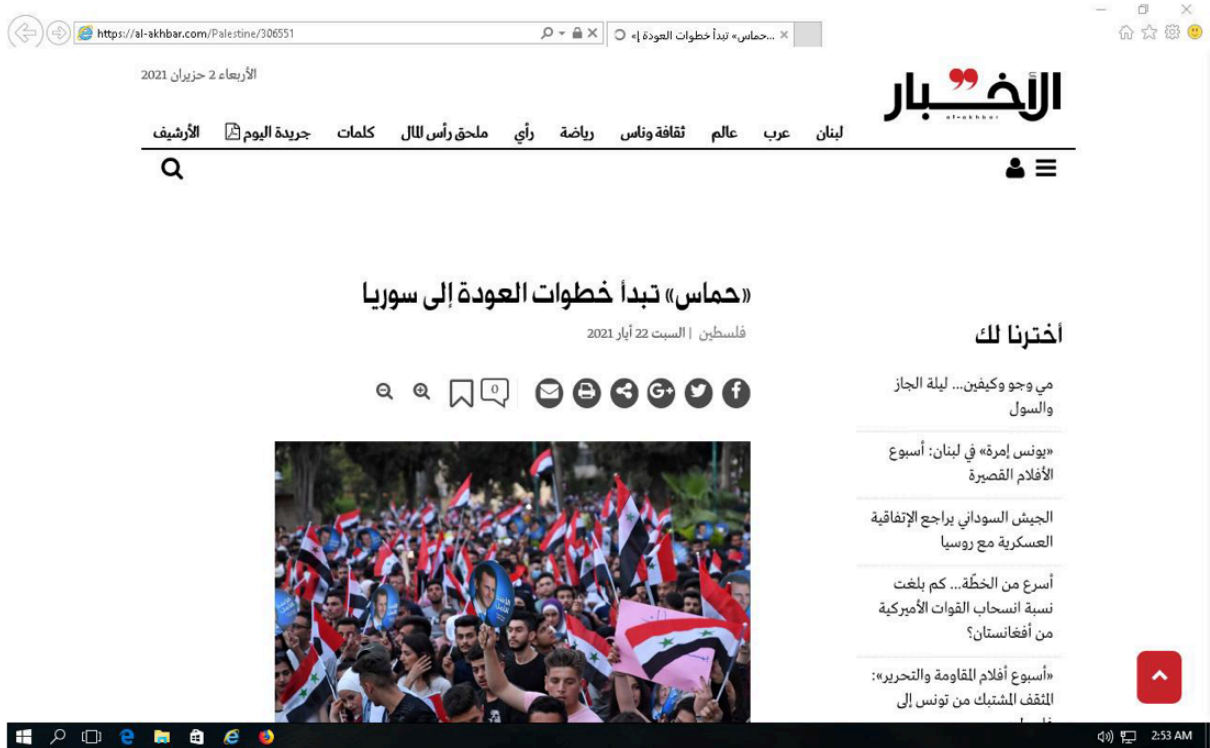 https://al-akhbar.com/Palestine/306551
...حماس» تبدأ خطوات العودة إ»
الأربعاء 2 حزيران 2021
الأخبار
al-akhbar
لبنان عرب عالم ثقافة وناس رياضة رأي ملحق رأس المال كلمات جريدة اليوم الأرشيف
«حماس» تبدأ خطوات العودة إلى سوريا
فلسطين | السبت 22 أيار 2021
0
أخترنا لك
مي وجو وكيفين... ليلة الجاز
والسول
«يونس إمرة» في لبنان: أسبوع
الأفلام القصيرة
الجيش السوداني يراجع الإتفاقية
العسكرية مع روسيا
أسرع من الخطّة... كم بلغت
نسبة انسحاب القوات الأميركية
من أفغانستان؟
«أسبوع أفلام المقاومة والتحرير»:
المثقف المشتبك من تونس إلى
2:53 AM